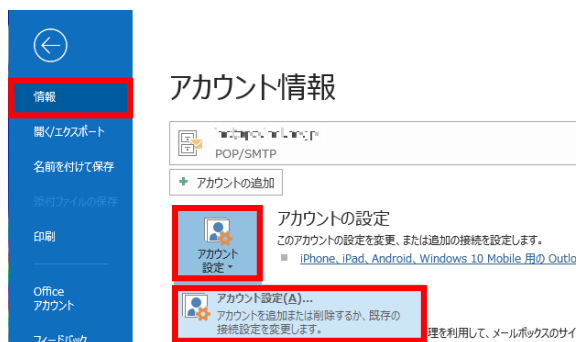 情報
開く/エクスポート
名前を付けて保存
添付ファイルの保存
印刷
Office
アカウント
フィードバック
アカウント情報
POP/SMTP
アカウントの追加
アカウント
設定
アカウントの設定
このアカウントの設定を変更、または追加の接続を設定します。
iPhone、iPad、Android、Windows 10 Mobile 用の Outlo
アカウント設定(A)...
アカウントを追加または削除するか、既存の
接続設定を変更します。
理を利用して、メールボックスのサイ